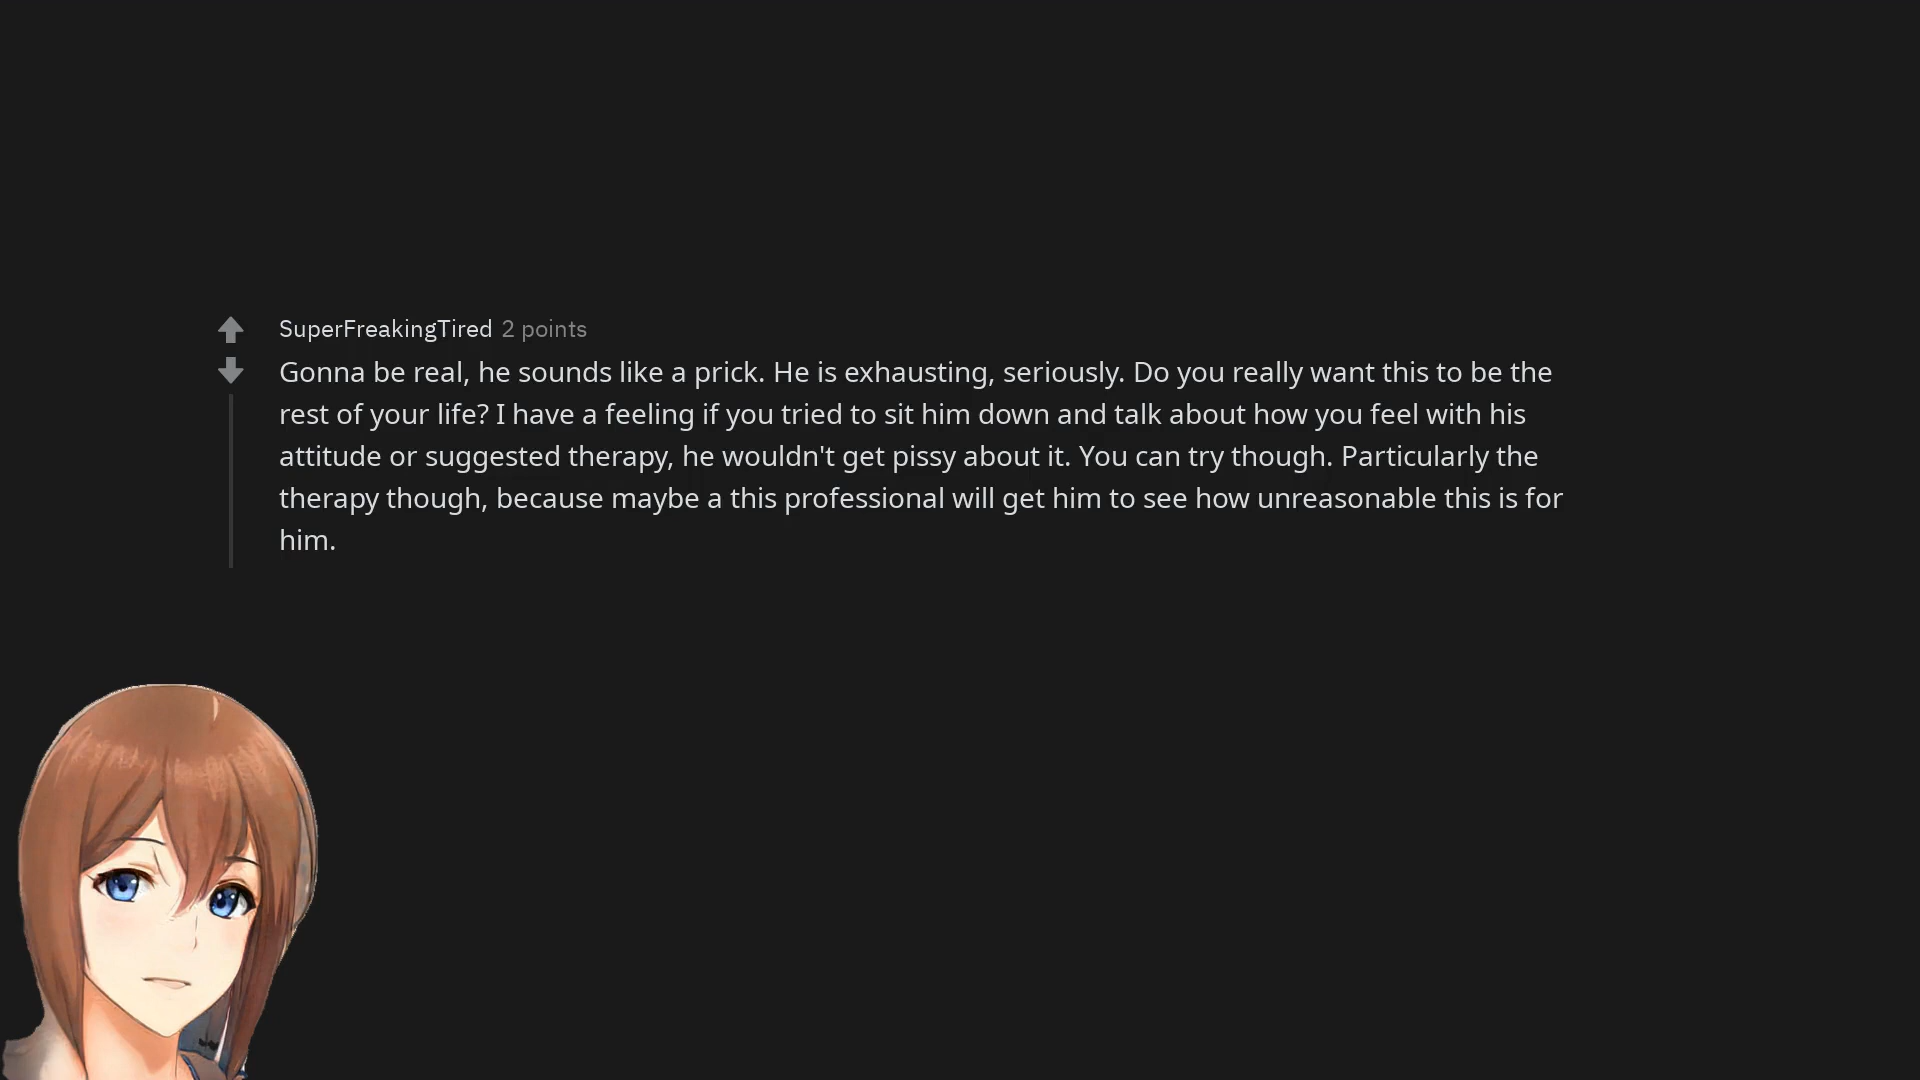 SuperFreakingTired 2 points
Gonna be real, he sounds like a prick. He is exhausting, seriously. Do you really want this to be the
rest of your life? I have a feeling if you tried to sit him down and talk about how you feel with his
attitude or suggested therapy, he wouldn't get pissy about it. You can try though. Particularly the
therapy though, because maybe a this professional will get him to see how unreasonable this is for
him.